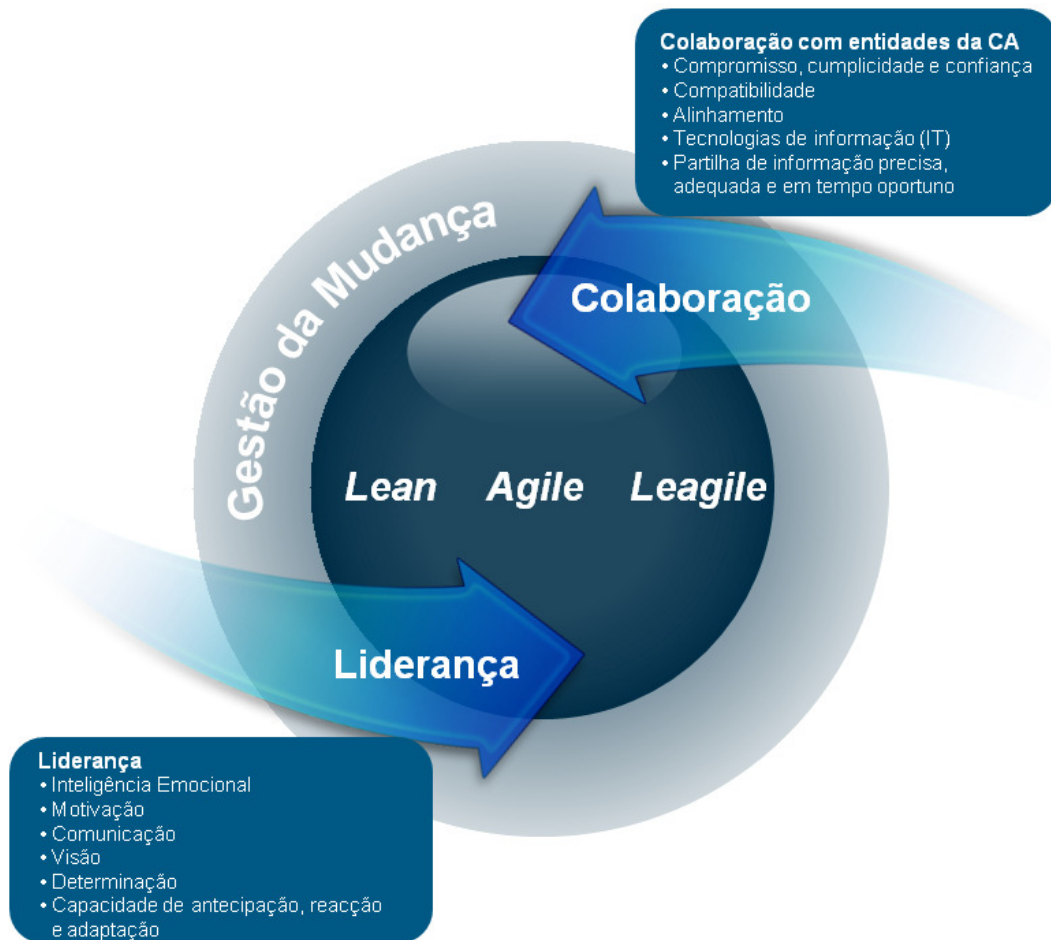 Colaboração com entidades da CA
• Compromisso, cumplicidade e confiança
• Compatibilidade
• Alinhamento
• Tecnologias de informação (IT)
• Partilha de informação precisa,
adequada e em tempo oportuno
Gestão da Mudança
Colaboração
Lean Agile Leagile
Liderança
Liderança
• Inteligência Emocional
• Motivação
• Comunicação
• Visão
• Determinação
• Capacidade de antecipação, reacção
e adaptação